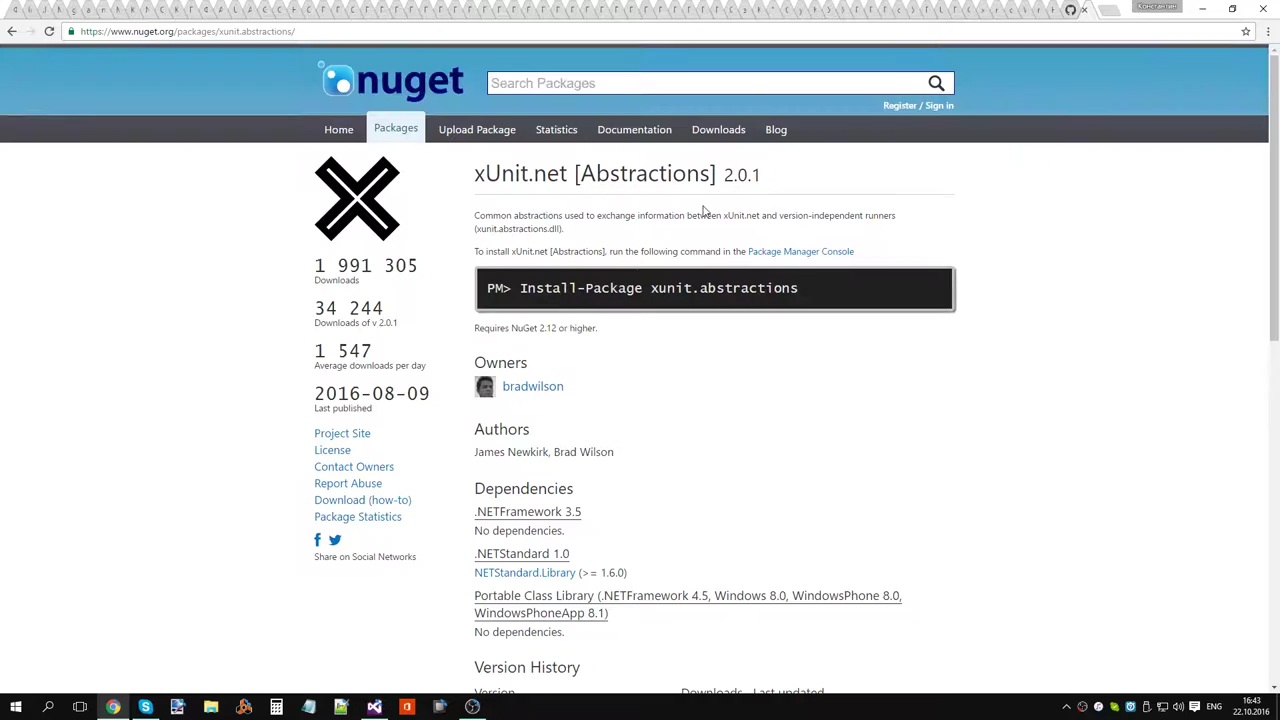 Константин
https://www.nuget.org/packages/xunit.abstractions/
nuget
Search Packages
Register / Sign in
Home
Packages
Upload Package
Statistics
Documentation
Downloads
Blog
xUnit.net [Abstractions] 2.0.1
Common abstractions used to exchange information between xUnit.net and version-independent runners
(xunit.abstractions.dll).
To install xUnit.net [Abstractions], run the following command in the Package Manager Console
PM> Install-Package xunit.abstractions
Requires NuGet 2.12 or higher.
1 991 305
Downloads
34 244
Downloads of v 2.0.1
1 547
Average downloads per day
2016-08-09
Last published
Project Site
License
Contact Owners
Report Abuse
Download (how-to)
Package Statistics
Share on Social Networks
Owners
bradwilson
Authors
James Newkirk, Brad Wilson
Dependencies
.NETFramework 3.5
No dependencies.
.NETStandard 1.0
NETStandard.Library (>= 1.6.0)
Portable Class Library (.NETFramework 4.5, Windows 8.0, WindowsPhone 8.0,
WindowsPhoneApp 8.1)
No dependencies.
Version History
Version
Downloads
Last updated
ENG
16:43
22.10.2016